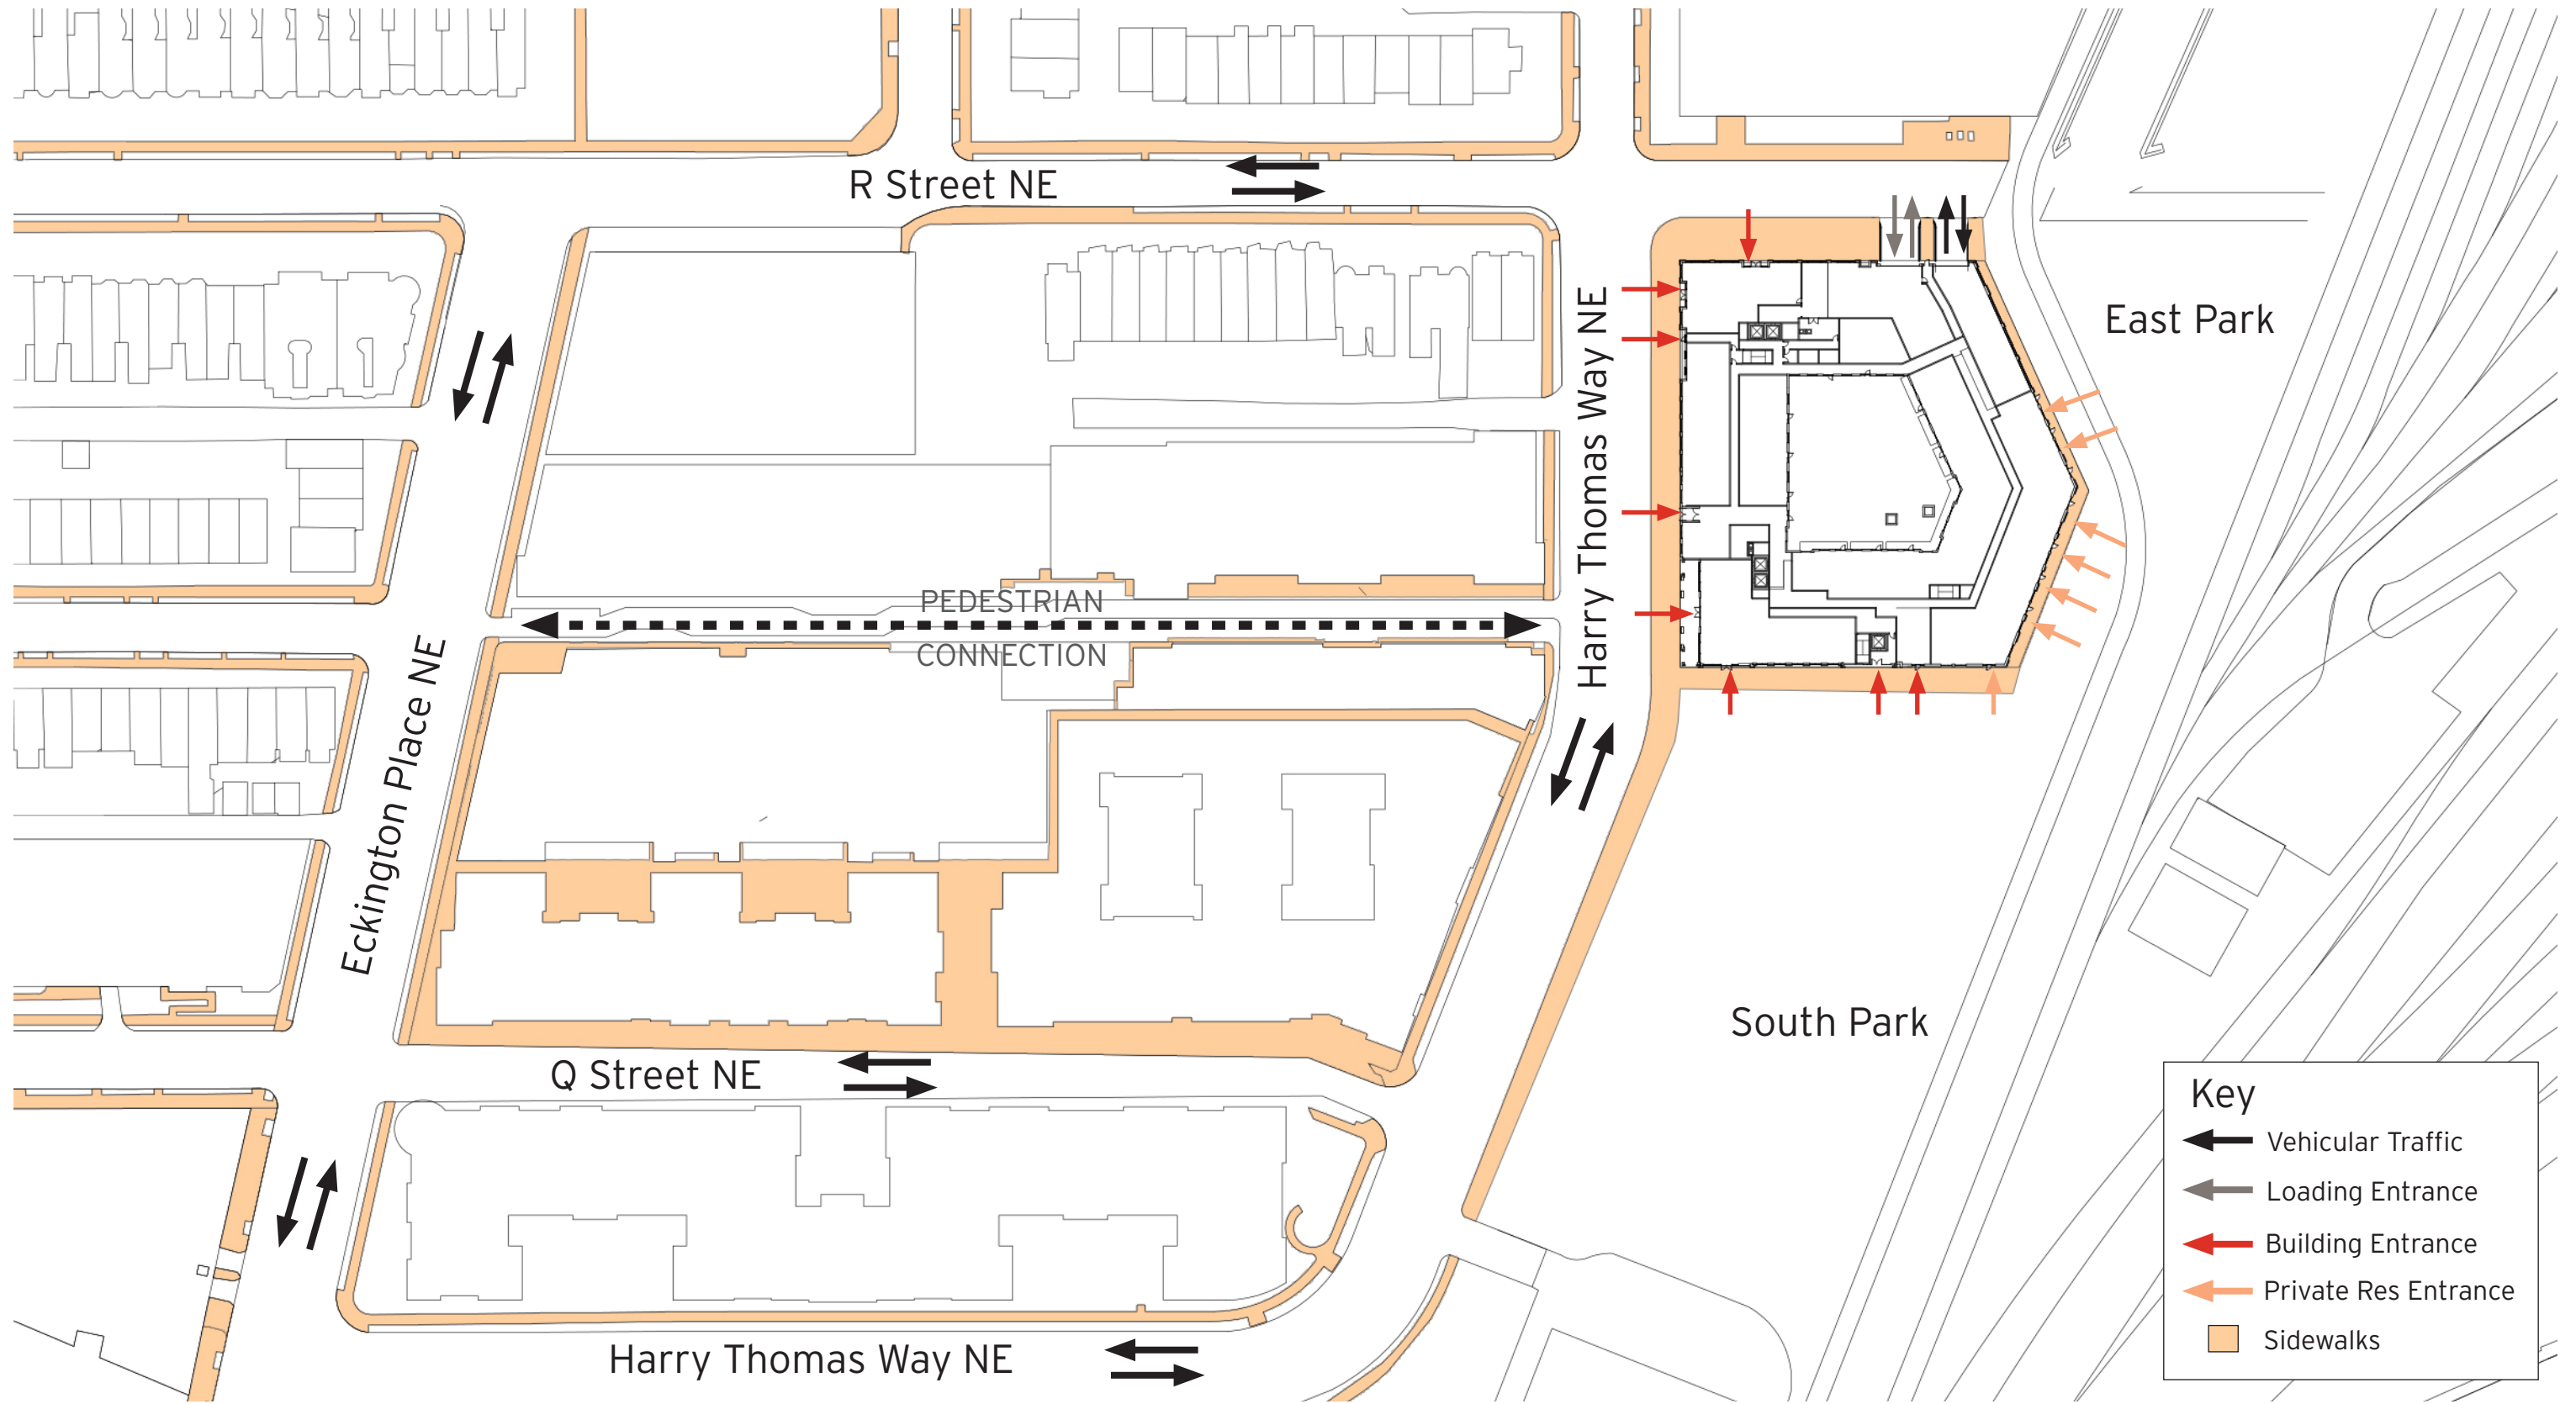 R Street NE
East Park
Harry Thomas Way NE
PEDESTRIAN
CONNECTION
Eckington Place NE
South Park
Q Street NE
Harry Thomas Way NE
Key
Vehicular Traffic
Loading Entrance
Building Entrance
Private Res Entrance
Sidewalks